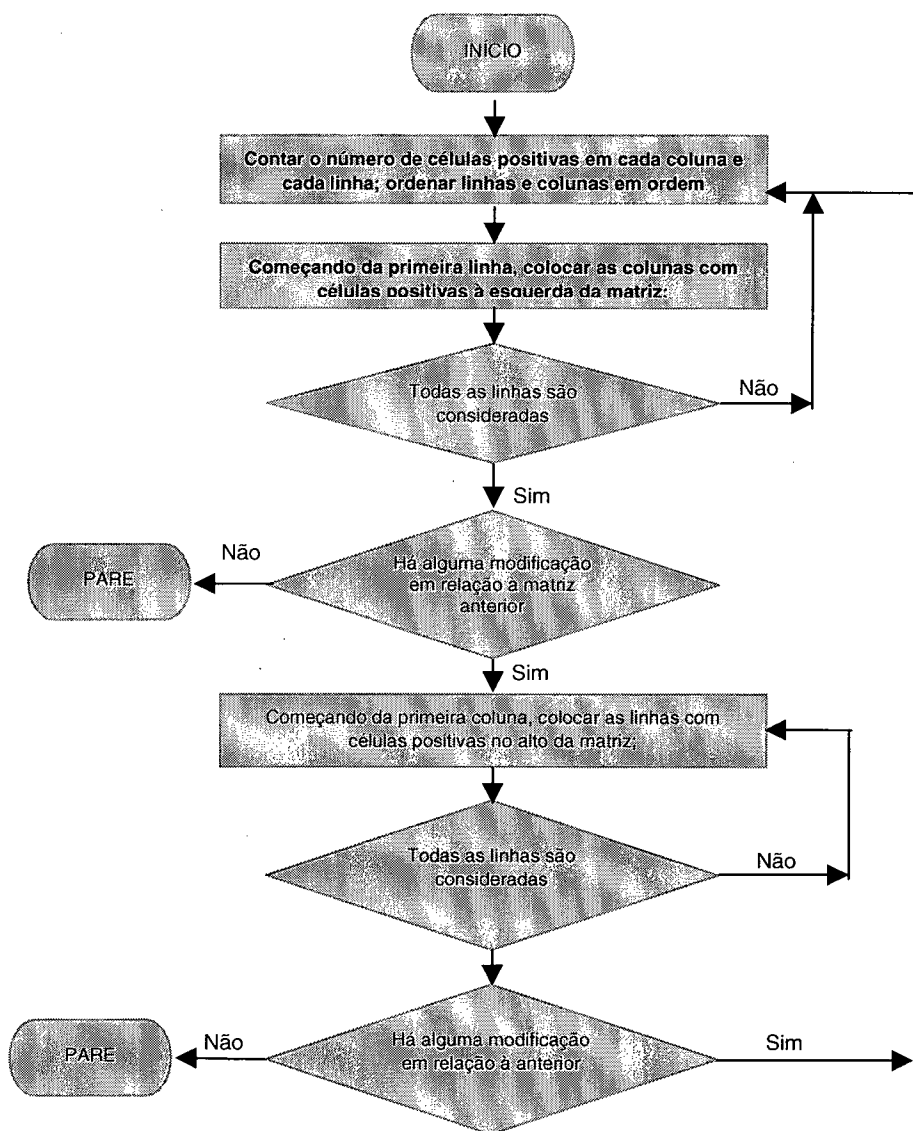 INÍCIO
Contar o número de células positivas em cada coluna e
cada linha; ordenar linhas e colunas em ordem
Começando da primeira linha, colocar as colunas com
células positivas à esquerda da matriz;
Todas as linhas são
consideradas
Não
Sim
Há alguma modificação
em relação à matriz
anterior
Não
PARE
Sim
Começando da primeira coluna, colocar as linhas com
células positivas no alto da matriz;
Todas as linhas são
consideradas
Não
Há alguma modificação
em relação à anterior
Não
PARE
Sim